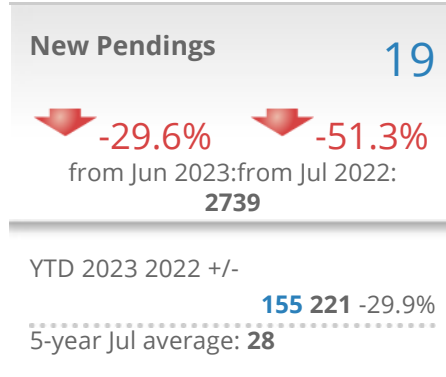 New Pendings
19
-29.6% -51.3%
from Jun 2023:from Jul 2022:
2739
YTD 2023 2022 +/-
155 221 -29.9%
5-year Jul average: 28